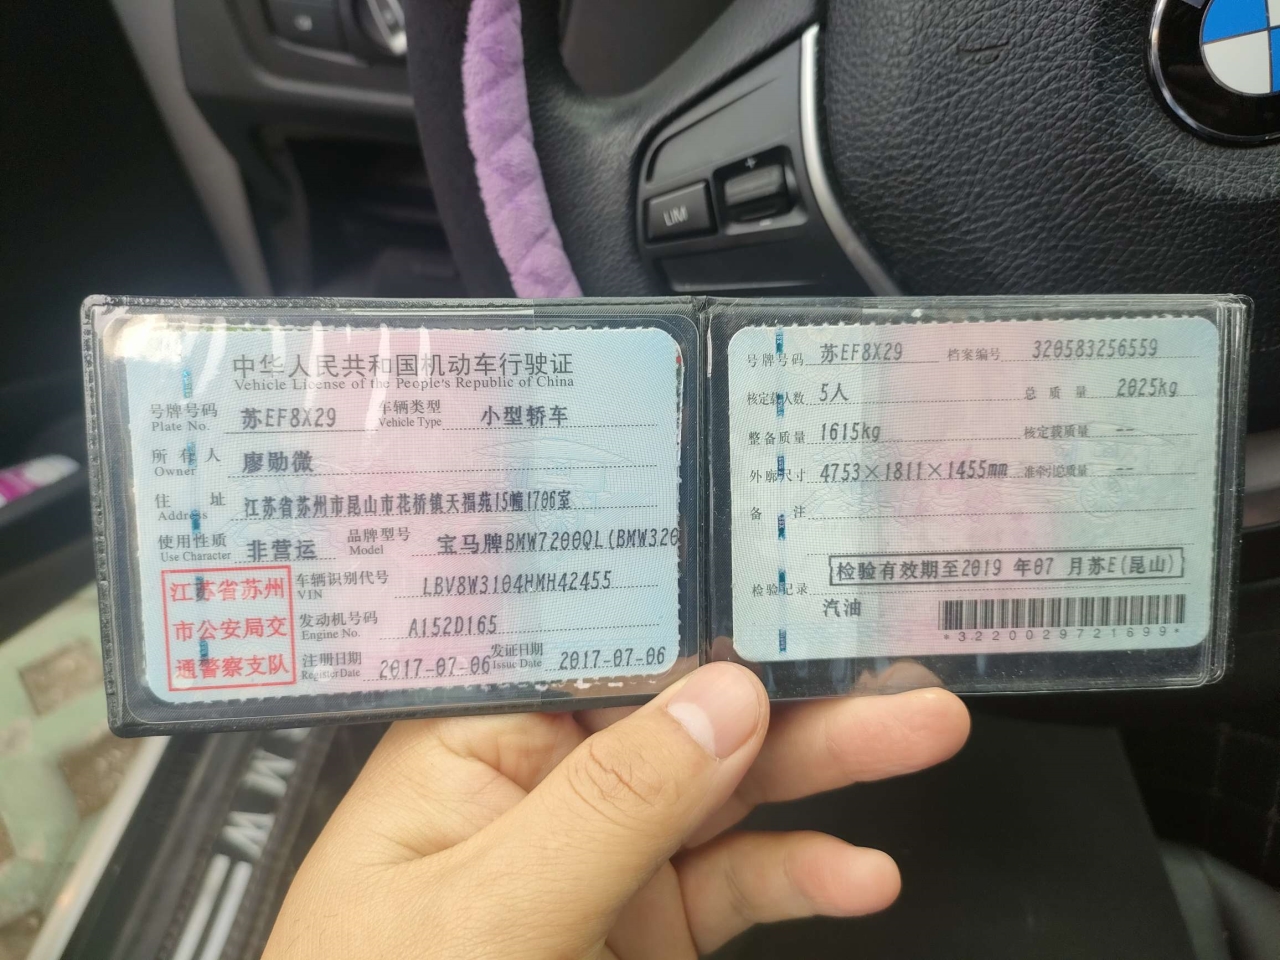 LIM
中华人民共和国机动车行驶证
Vehicle License of the People's Republic of China
号牌号码 苏EF8X29 车辆类型 小型轿车
Plate No. Vehicle Type
所有人 廖勋微
Owner
住址 江苏省苏州市昆山市花桥镇天福苑15幢1706室
Address
使用性质 非营运 品牌型号 宝马牌BMW7200QL(BMW320
Use Character Model
江苏省苏州
市公安局交
通警察支队
车辆识别代号 LBV8W3104HMH42455
VIN
发动机号码 A152D165
Engine No.
注册日期 2017-07-06 发证日期 2017-07-06
Register Date Issue Date
号牌号码 苏EF8X29 档案编号 320583256559
核定载人数 5人 总质量 2025kg
整备质量 1615kg 核定载质量 --
外廓尺寸 4753×1811×1455mm 准牵引总质量 --
备注
检验有效期至2019 年07 月苏E(昆山)
检验记录
汽油
*3220029721699*
M W